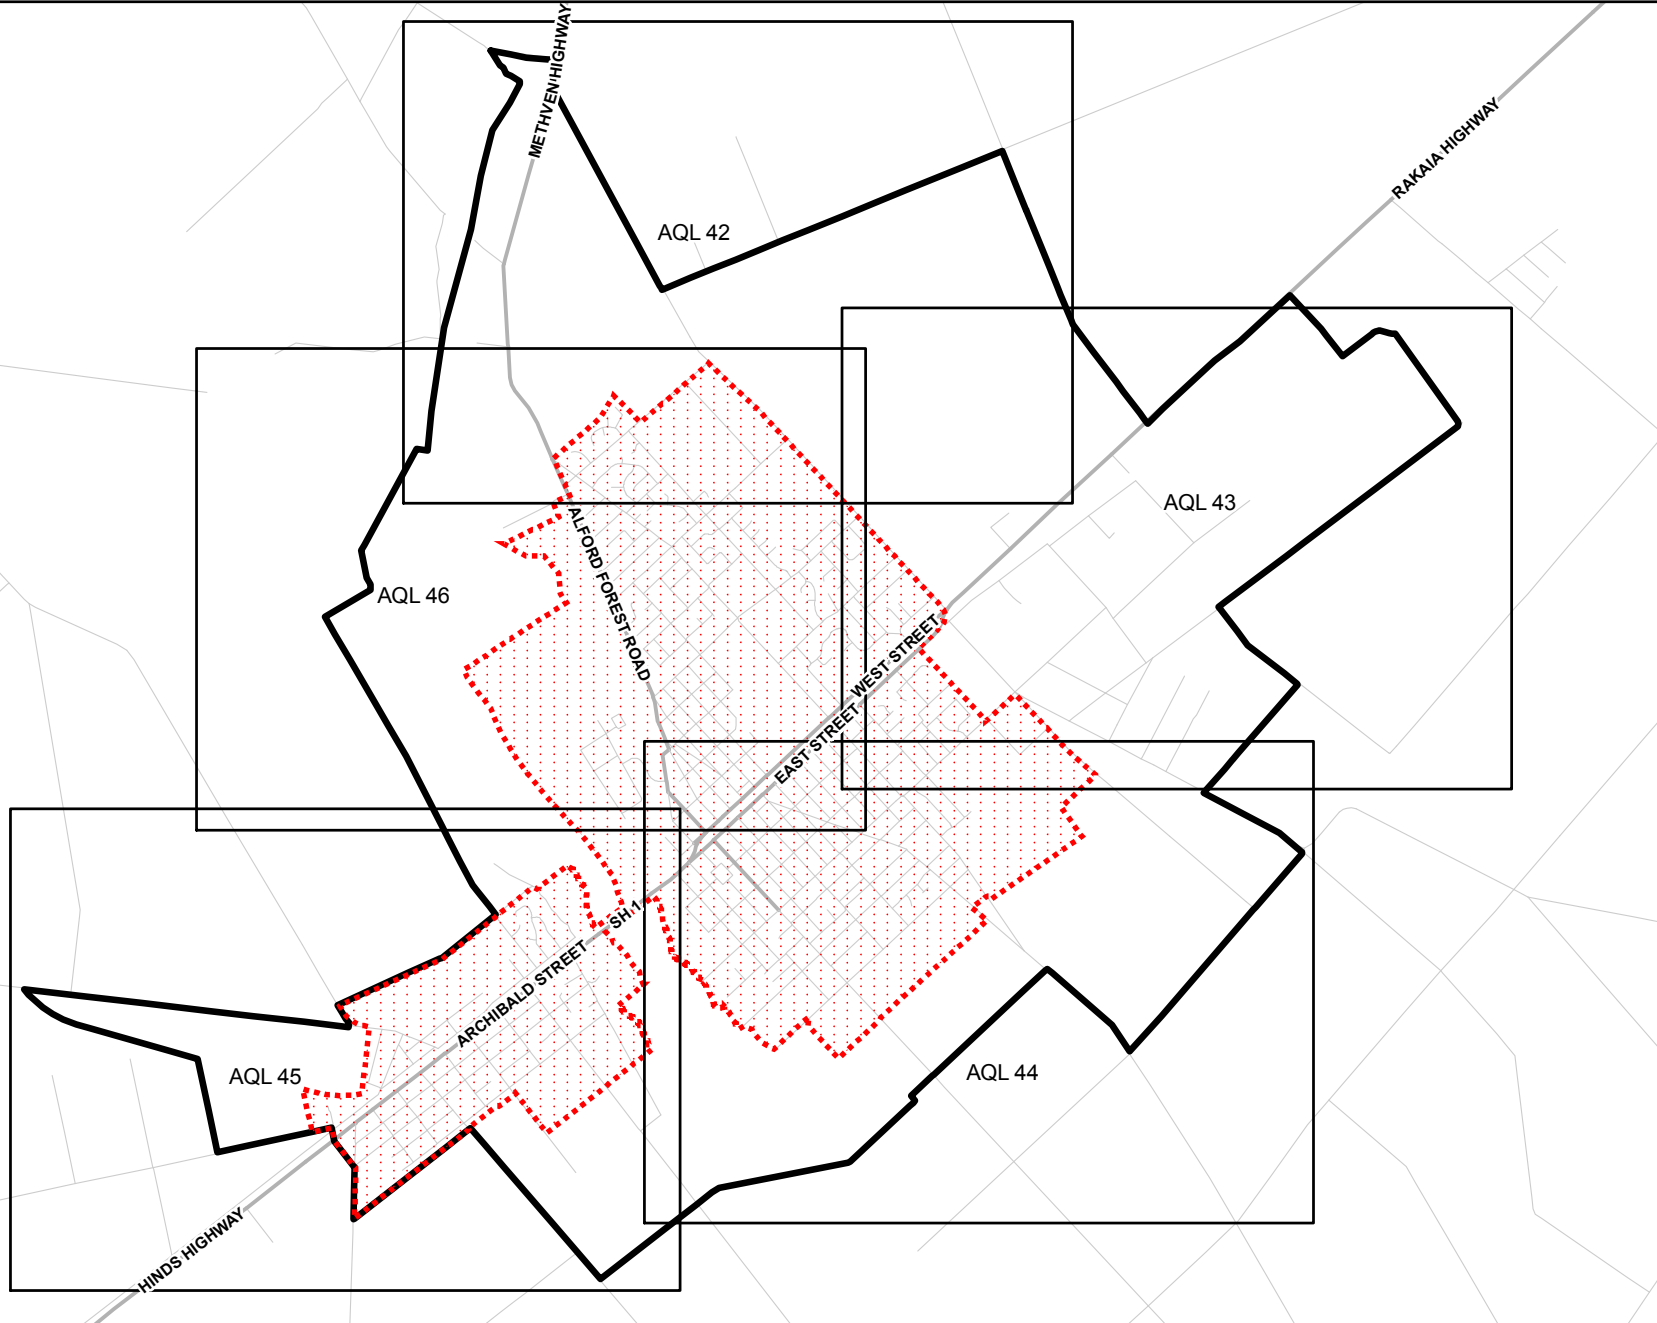 METHVEN HIGHWAY
RAKAIA HIGHWAY
AQL 42
AQL 43
AQL 46
ALFORD FOREST ROAD
WEST STREET
EAST STREET
SH 1
ARCHIBALD STREET
AQL 45
AQL 44
HINDS HIGHWAY